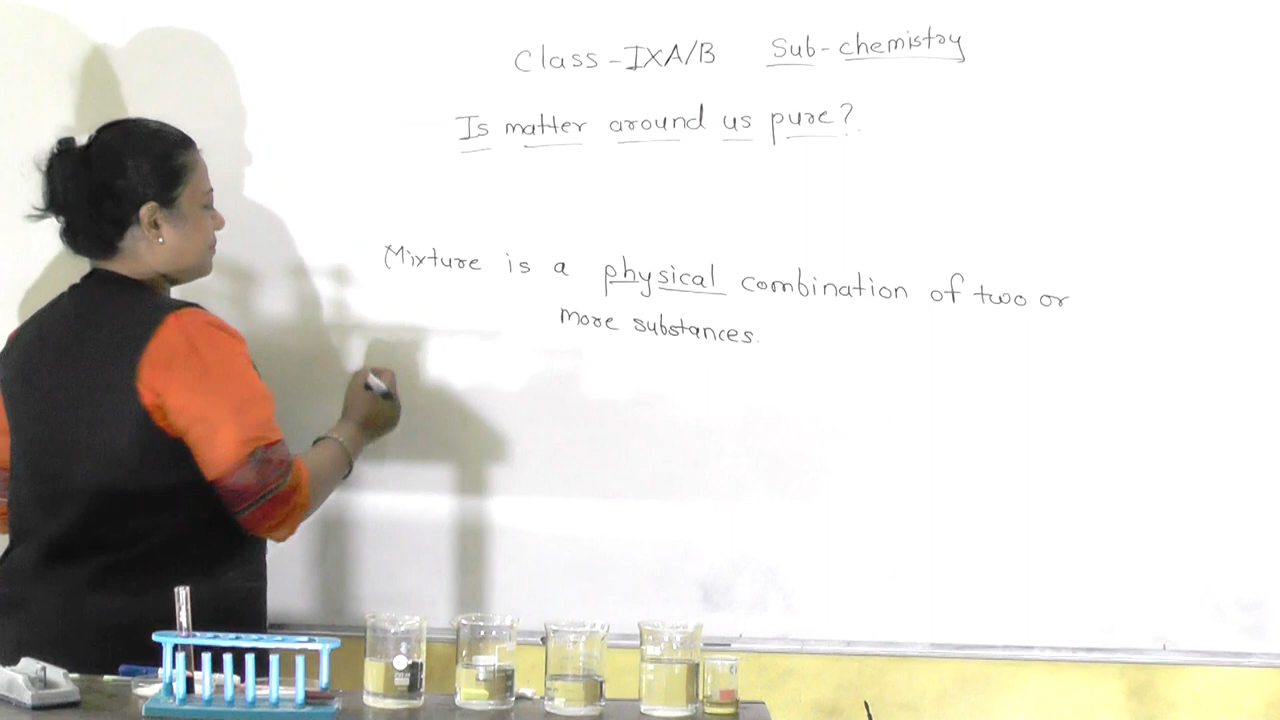 Class-IXA/B Sub-chemistry
Is matter around us pure?
Mixture is a physical combination of two or
more substances.